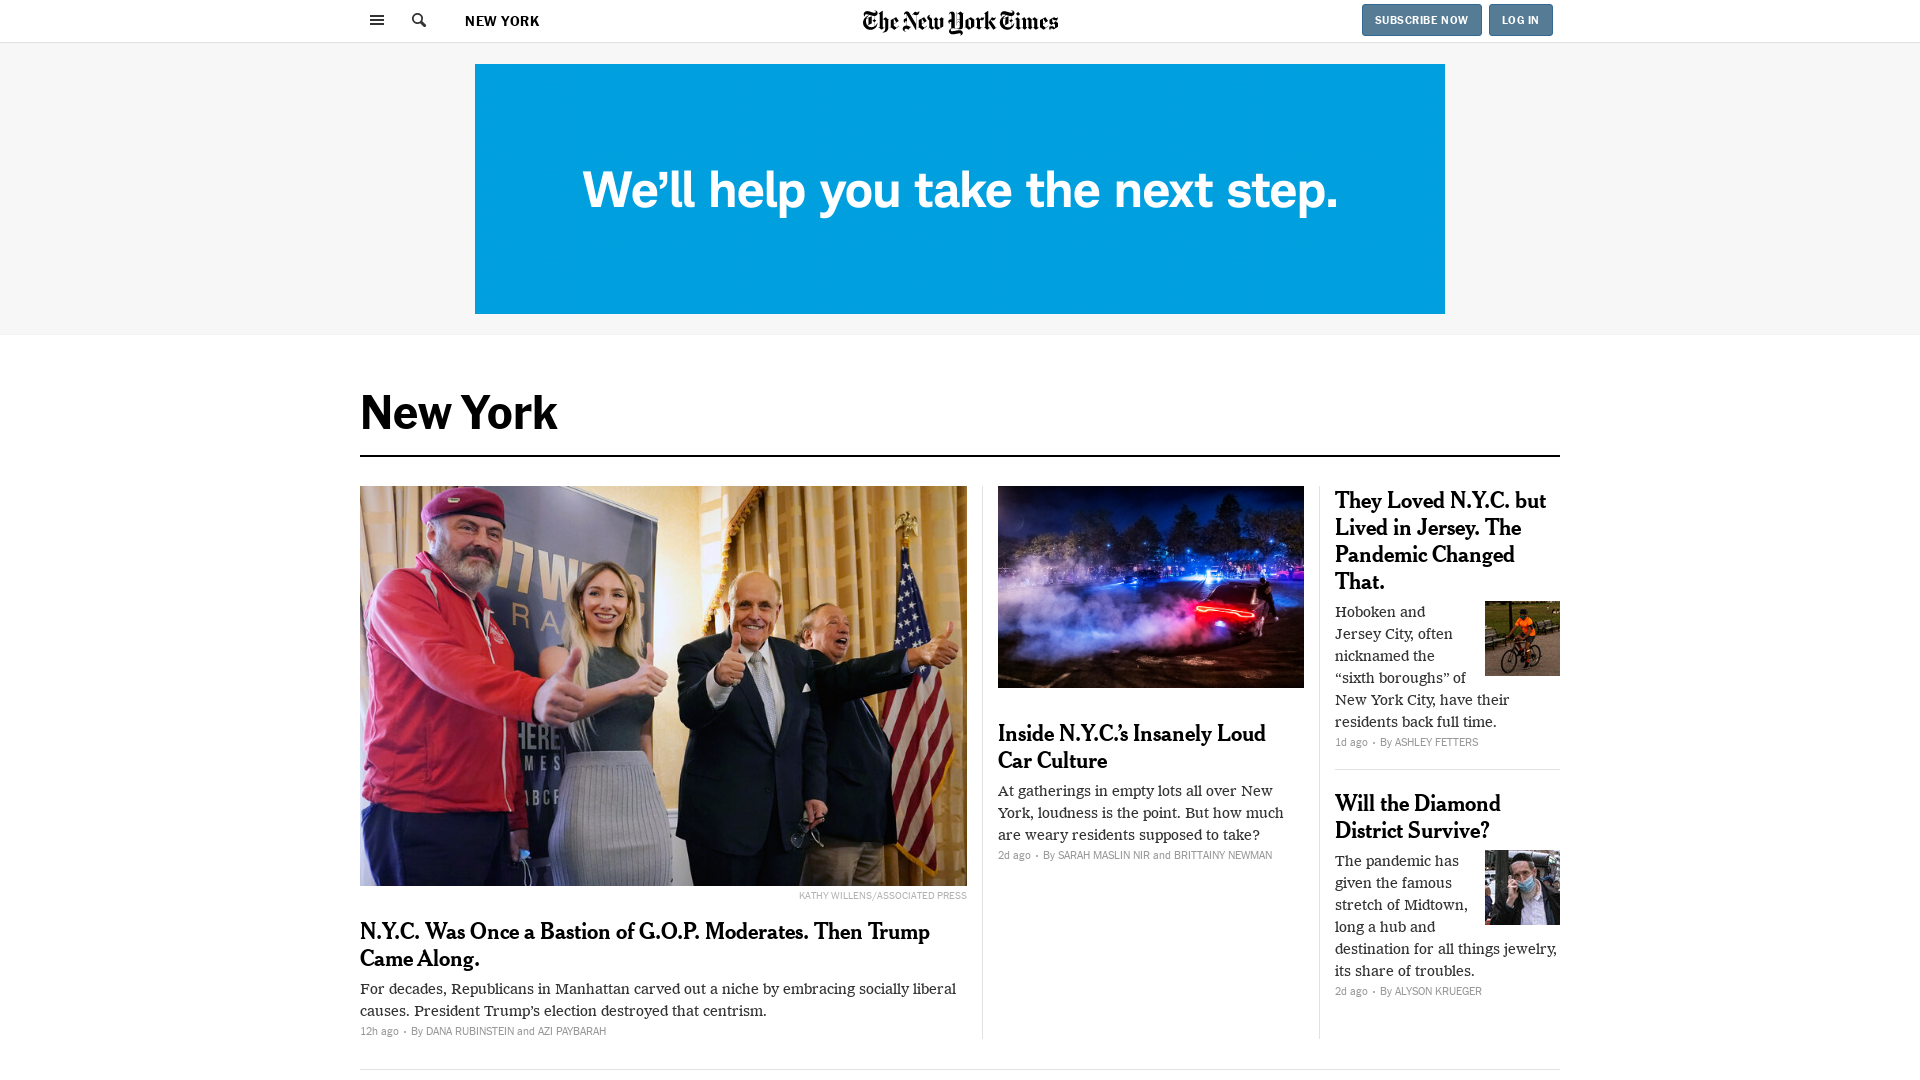 NEW YORK
The New York Times
SUBSCRIBE NOW
LOG IN
We'll help you take the next step.
New York
77 W
RA
HERE
MES
ABCF
KATHY WILLENS/ASSOCIATED PRESS
N.Y.C. Was Once a Bastion of G.O.P. Moderates. Then Trump
Came Along.
For decades, Republicans in Manhattan carved out a niche by embracing socially liberal
causes. President Trump's election destroyed that centrism.
12h ago • By DANA RUBINSTEIN and AZI PAYBARAH
Inside N.Y.C.'s Insanely Loud
Car Culture
At gatherings in empty lots all over New
York, loudness is the point. But how much
are weary residents supposed to take?
2d ago • By SARAH MASLIN NIR and BRITTAINY NEWMAN
They Loved N.Y.C. but
Lived in Jersey. The
Pandemic Changed
That.
Hoboken and
Jersey City, often
nicknamed the
“sixth boroughs” of
New York City, have their
residents back full time.
1d ago • By ASHLEY FETTERS
Will the Diamond
District Survive?
The pandemic has
given the famous
stretch of Midtown,
long a hub and
destination for all things jewelry,
its share of troubles.
2d ago • By ALYSON KRUEGER